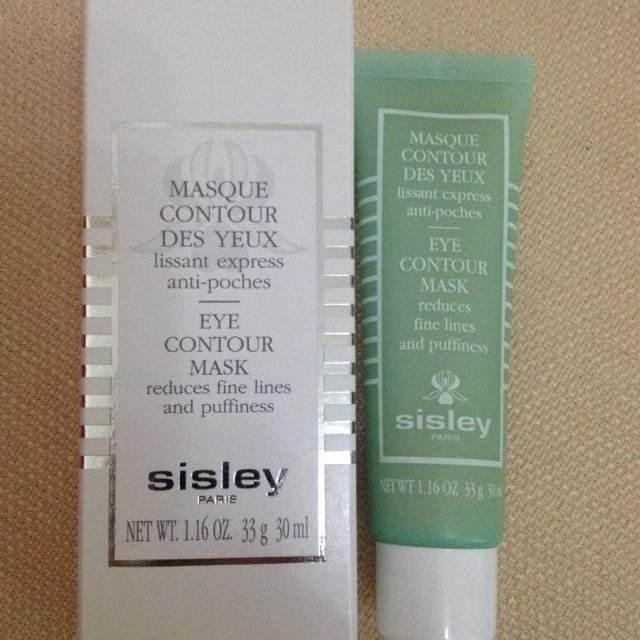 MASQUE
CONTOUR
DES YEUX
lissant express
anti-poches
EYE
CONTOUR
MASK
reduces fine lines
and puffiness
sisley
PARIS
NET WT. 1.16 OZ. 33 g 30 ml
MASQUE
CONTOUR
DES YEUX
lissant express
anti-poches
EYE
CONTOUR
MASK
reduces
fine lines
and puffiness
sisley
PARIS
NET WT 1.16 OZ 33 g 30 ml